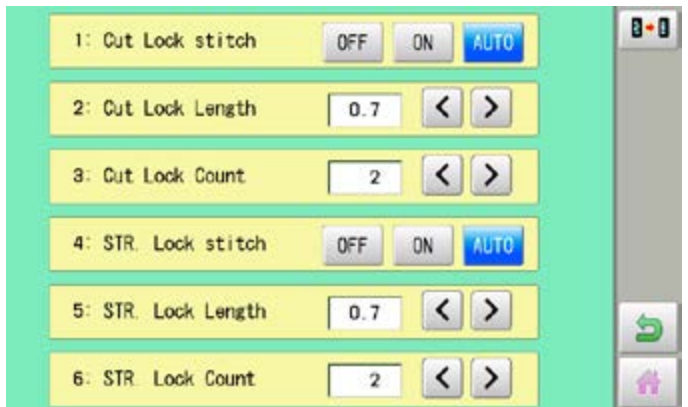 1: Cut Lock stitch OFF ON AUTO
2: Cut Lock Length 0.7 < >
3: Cut Lock Count 2 < >
4: STR. Lock stitch OFF ON AUTO
5: STR. Lock Length 0.7 < >
6: STR. Lock Count 2 < >